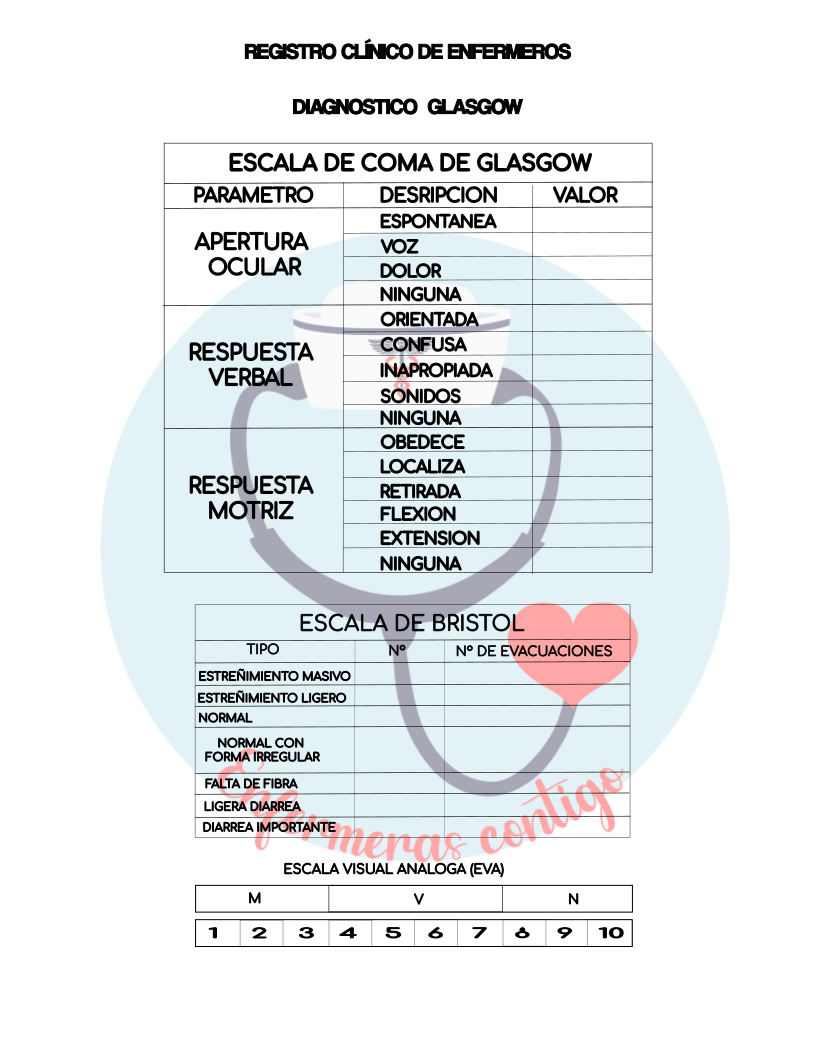 REGISTRO CLÍNICO DE ENFERMEROS
DIAGNOSTICO GLASGOW
ESCALA DE COMA DE GLASGOW
PARAMETRO DESRIPCION VALOR
APERTURA
OCULAR
ESPONTANEA
VOZ
DOLOR
NINGUNA
RESPUESTA
VERBAL
ORIENTADA
CONFUSA
INAPROPIADA
SONIDOS
NINGUNA
RESPUESTA
MOTRIZ
OBEDECE
LOCALIZA
RETIRADA
FLEXION
EXTENSION
NINGUNA
ESCALA DE BRISTOL
TIPO Nº Nº DE EVACUACIONES
ESTREÑIMIENTO MASIVO
ESTREÑIMIENTO LIGERO
NORMAL
NORMAL CON
FORMA IRREGULAR
FALTA DE FIBRA
LIGERA DIARREA
DIARREA IMPORTANTE
Enfermeras contigo
ESCALA VISUAL ANALOGA (EVA)
M V N
1 2 3 4 5 6 7 8 9 10